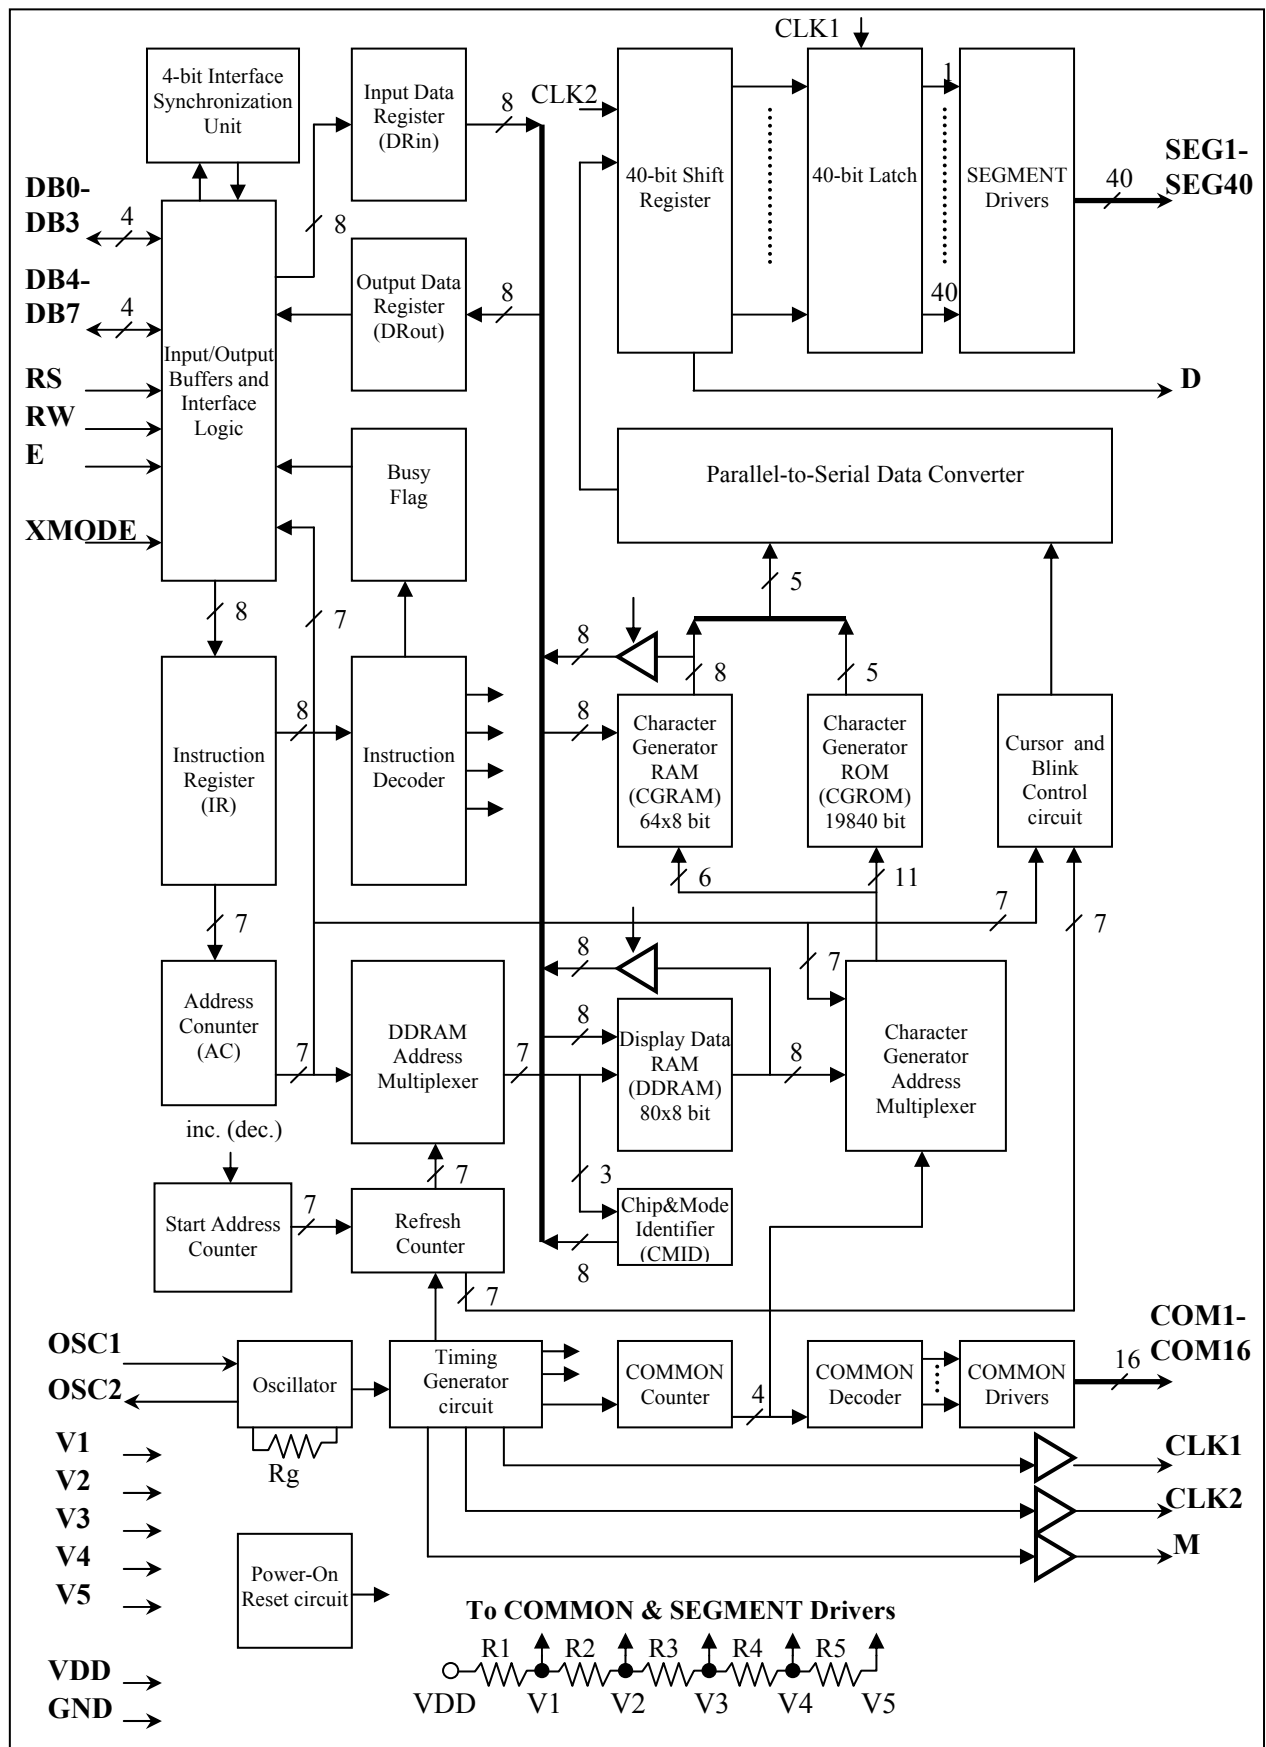 CLK1
4-bit Interface
Synchronization
Unit
Input Data
Register
(DRin)
8
CLK2
40-bit Shift
Register
40-bit Latch
1
40
SEGMENT
Drivers
40
SEG1-
SEG40
DB0-
DB3
4
8
DB4-
DB7
4
Output Data
Register
(DRout)
8
Input/Output
Buffers and
Interface
Logic
RS
RW
E
XMODE
D
Busy
Flag
Parallel-to-Serial Data Converter
5
8
7
8
8
5
Instruction
Register
(IR)
8
Instruction
Decoder
8
Character
Generator
RAM
(CGRAM)
64x8 bit
Character
Generator
ROM
(CGROM)
19840 bit
Cursor and
Blink
Control
circuit
6
11
7
7
7
8
7
Address
Conunter
(AC)
7
DDRAM
Address
Multiplexer
7
8
Display Data
RAM
(DDRAM)
80x8 bit
8
Character
Generator
Address
Multiplexer
inc. (dec.)
7
3
Start Address
Counter
7
Refresh
Counter
Chip&Mode
Identifier
(CMID)
8
7
OSC1
OSC2
Oscillator
Rg
Timing
Generator
circuit
COMMON
Counter
4
COMMON
Decoder
COMMON
Drivers
16
COM1-
COM16
CLK1
CLK2
M
V1
V2
V3
V4
V5
Power-On
Reset circuit
To COMMON & SEGMENT Drivers
R1 R2 R3 R4 R5
VDD V1 V2 V3 V4 V5
VDD
GND